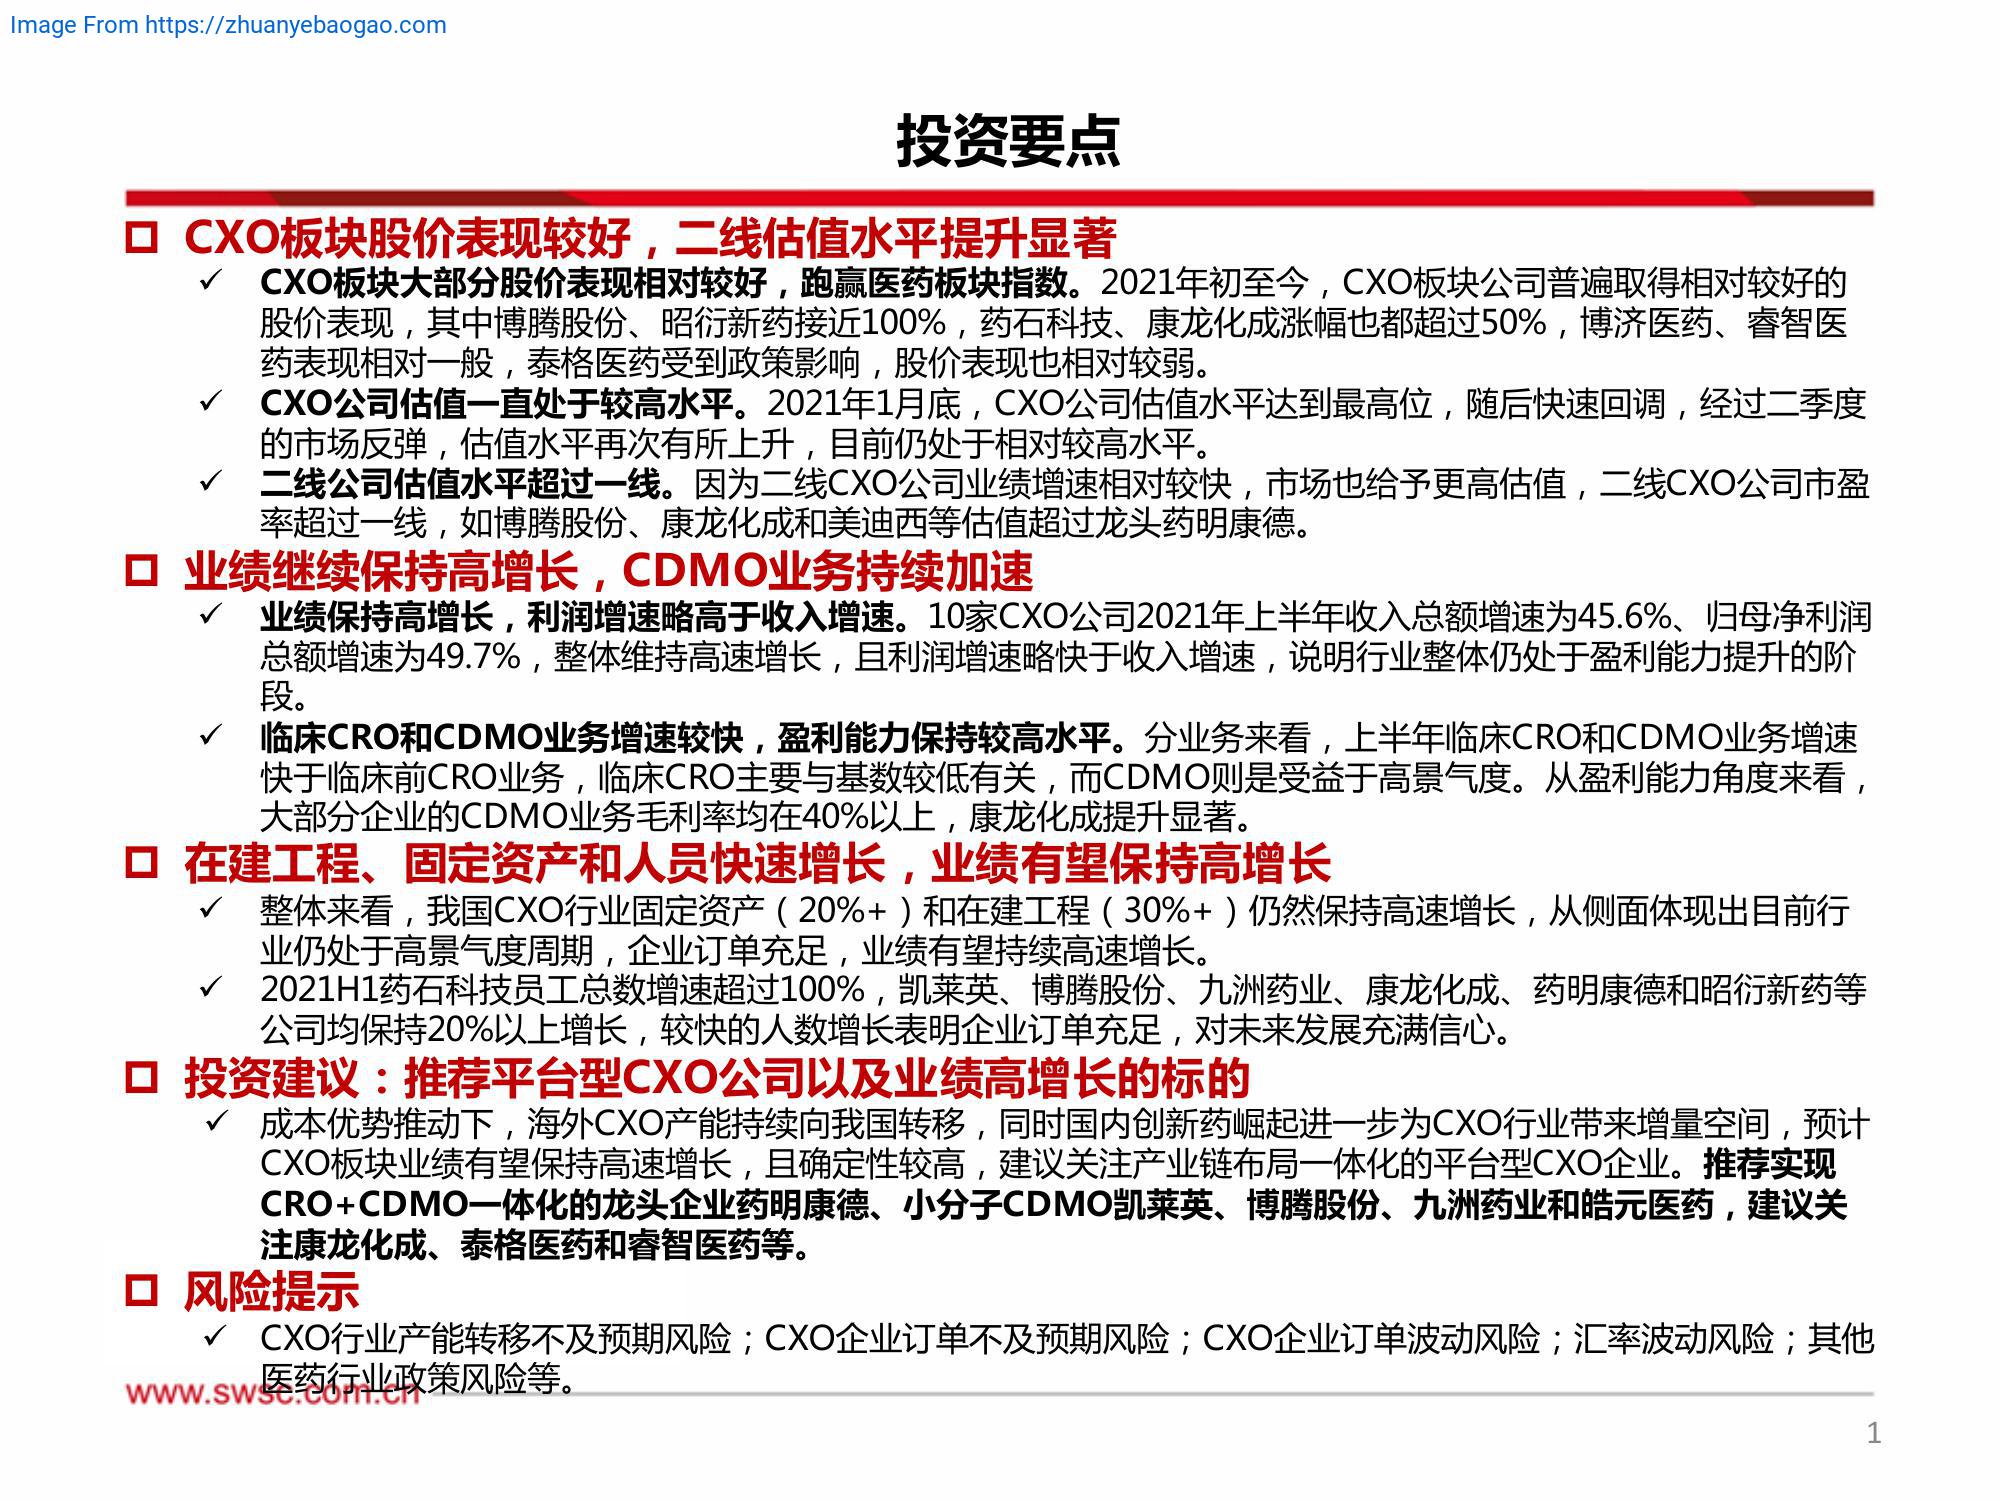 Image From https://zhuanyebaogao.com
投资要点
CXO板块股价表现较好，二线估值水平提升显著
✓ CXO板块大部分股价表现相对较好，跑赢医药板块指数。2021年初至今，CXO板块公司普遍取得相对较好的
股价表现，其中博腾股份、昭衍新药接近100%，药石科技、康龙化成涨幅也都超过50%，博济医药、睿智医
药表现相对一般，泰格医药受到政策影响，股价表现也相对较弱。
✓ CXO公司估值一直处于较高水平。2021年1月底，CXO公司估值水平达到最高位，随后快速回调，经过二季度
的市场反弹，估值水平再次有所上升，目前仍处于相对较高水平。
✓ 二线公司估值水平超过一线。因为二线CXO公司业绩增速相对较快，市场也给予更高估值，二线CXO公司市盈
率超过一线，如博腾股份、康龙化成和美迪西等估值超过龙头药明康德。
业绩继续保持高增长，CDMO业务持续加速
✓ 业绩保持高增长，利润增速略高于收入增速。10家CXO公司2021年上半年收入总额增速为45.6%、归母净利润
总额增速为49.7%，整体维持高速增长，且利润增速略快于收入增速，说明行业整体仍处于盈利能力提升的阶
段。
✓ 临床CRO和CDMO业务增速较快，盈利能力保持较高水平。分业务来看，上半年临床CRO和CDMO业务增速
快于临床前CRO业务，临床CRO主要与基数较低有关，而CDMO则是受益于高景气度。从盈利能力角度来看，
大部分企业的CDMO业务毛利率均在40%以上，康龙化成提升显著。
在建工程、固定资产和人员快速增长，业绩有望保持高增长
✓ 整体来看，我国CXO行业固定资产（20%+）和在建工程（30%+）仍然保持高速增长，从侧面体现出目前行
业仍处于高景气度周期，企业订单充足，业绩有望持续高速增长。
✓ 2021H1药石科技员工总数增速超过100%，凯莱英、博腾股份、九洲药业、康龙化成、药明康德和昭衍新药等
公司均保持20%以上增长，较快的人数增长表明企业订单充足，对未来发展充满信心。
投资建议：推荐平台型CXO公司以及业绩高增长的标的
✓ 成本优势推动下，海外CXO产能持续向我国转移，同时国内创新药崛起进一步为CXO行业带来增量空间，预计
CXO板块业绩有望保持高速增长，且确定性较高，建议关注产业链布局一体化的平台型CXO企业。推荐实现
CRO+CDMO一体化的龙头企业药明康德、小分子CDMO凯莱英、博腾股份、九洲药业和皓元医药，建议关
注康龙化成、泰格医药和睿智医药等。
风险提示
✓ CXO行业产能转移不及预期风险；CXO企业订单不及预期风险；CXO企业订单波动风险；汇率波动风险；其他
医药行业政策风险等。
www.swsc.com.cn
1